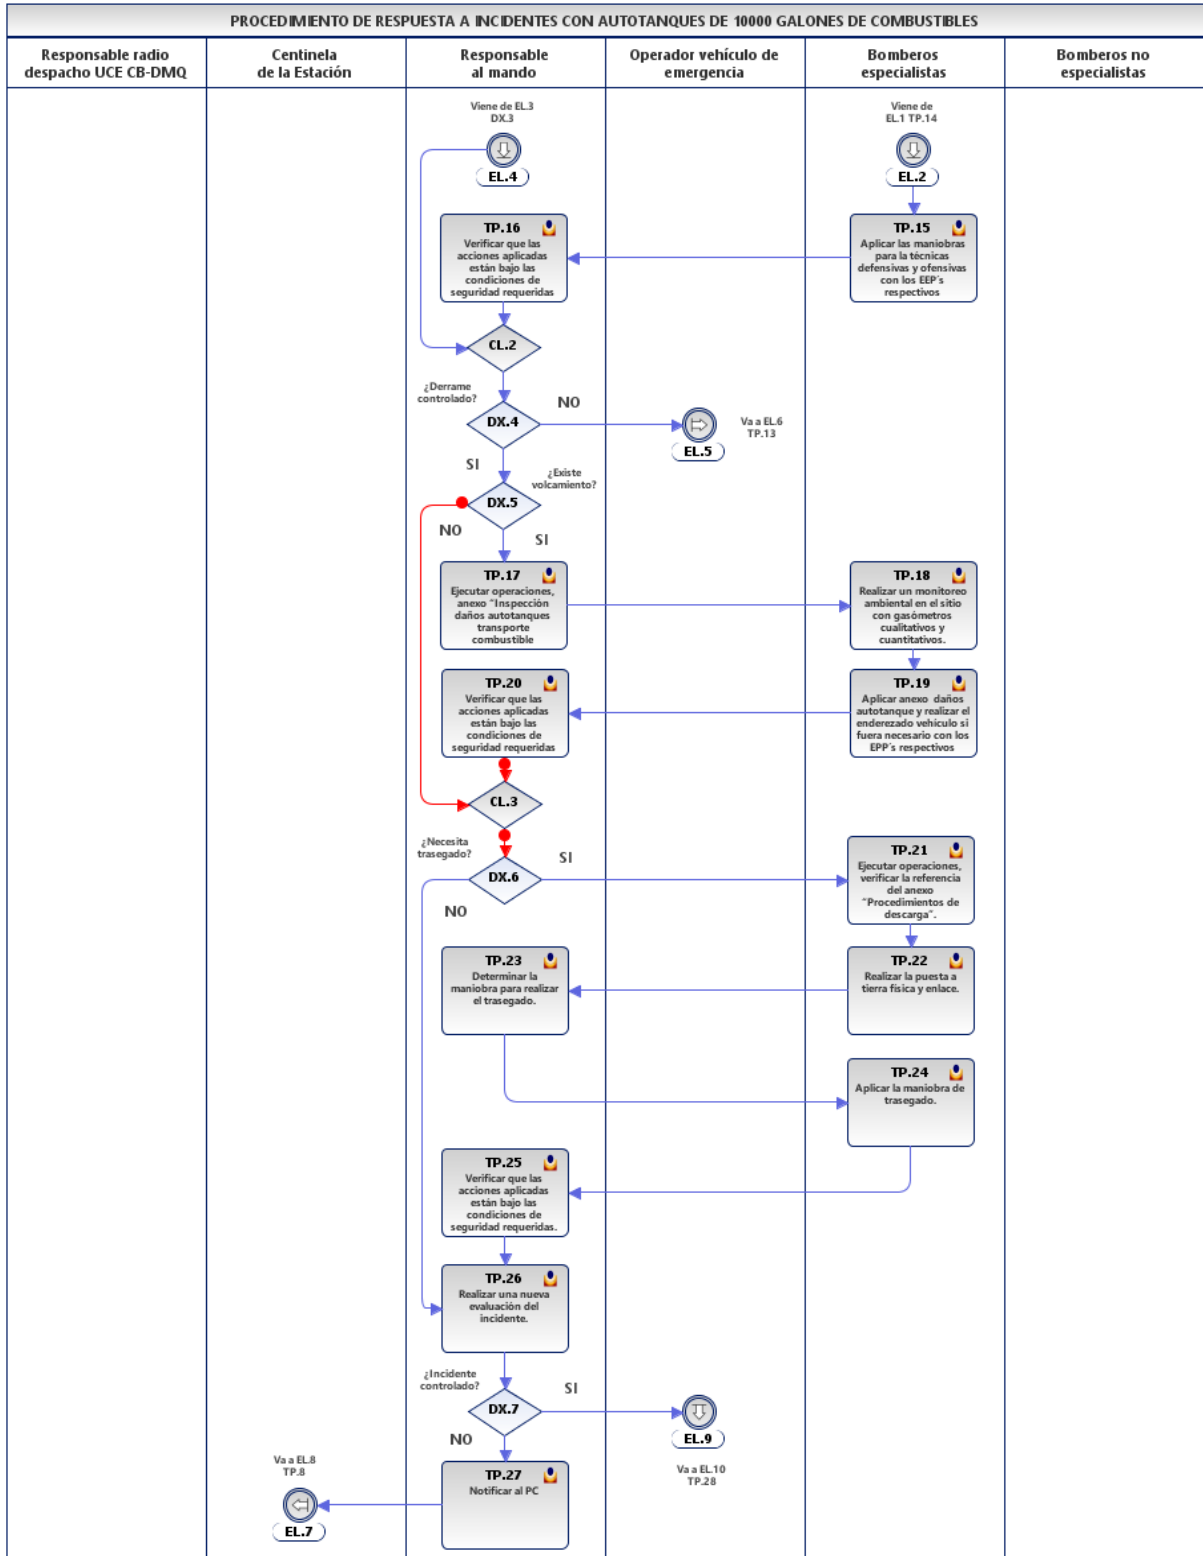 PROCEDIMIENTO DE RESPUESTA A INCIDENTES CON AUTOTANQUES DE 10000 GALONES DE COMBUSTIBLES
Responsable radio
despacho UCE CB-DMQ
Centinela
de la Estación
Responsable
al mando
Operador vehículo de
emergencia
Bomberos
especialistas
Bomberos no
especialistas
Viene de EL.3
DX.3
EL.4
Viene de
EL.1 TP.14
EL.2
TP.16
Verificar que las
acciones aplicadas
están bajo las
condiciones de
seguridad requeridas
TP.15
Aplicar las maniobras
para la técnicas
defensivas y ofensivas
con los EEP´s
respectivos
CL.2
¿Derrame
controlado?
DX.4
NO
EL.5
Va a EL.6
TP.13
SI
¿Existe
volcamiento?
DX.5
NO
SI
TP.17
Ejecutar operaciones,
anexo "Inspección
daños autotanques
transporte
combustible
TP.18
Realizar un monitoreo
ambiental en el sitio
con gasómetros
cualitativos y
cuantitativos.
TP.20
Verificar que las
acciones aplicadas
están bajo las
condiciones de
seguridad requeridas
TP.19
Aplicar anexo daños
autotanque y realizar el
enderezado vehículo si
fuera necesario con los
EPP´s respectivos
CL.3
¿Necesita
trasegado?
DX.6
SI
NO
TP.21
Ejecutar operaciones,
verificar la referencia
del anexo
"Procedimientos de
descarga".
TP.23
Determinar la
maniobra para realizar
el trasegado.
TP.22
Realizar la puesta a
tierra física y enlace.
TP.24
Aplicar la maniobra de
trasegado.
TP.25
Verificar que las
acciones aplicadas
están bajo las
condiciones de
seguridad requeridas.
TP.26
Realizar una nueva
evaluación del
incidente.
¿Incidente
controlado?
DX.7
SI
EL.9
Va a EL.10
TP.28
NO
TP.27
Notificar al PC
Va a EL.8
TP.8
EL.7